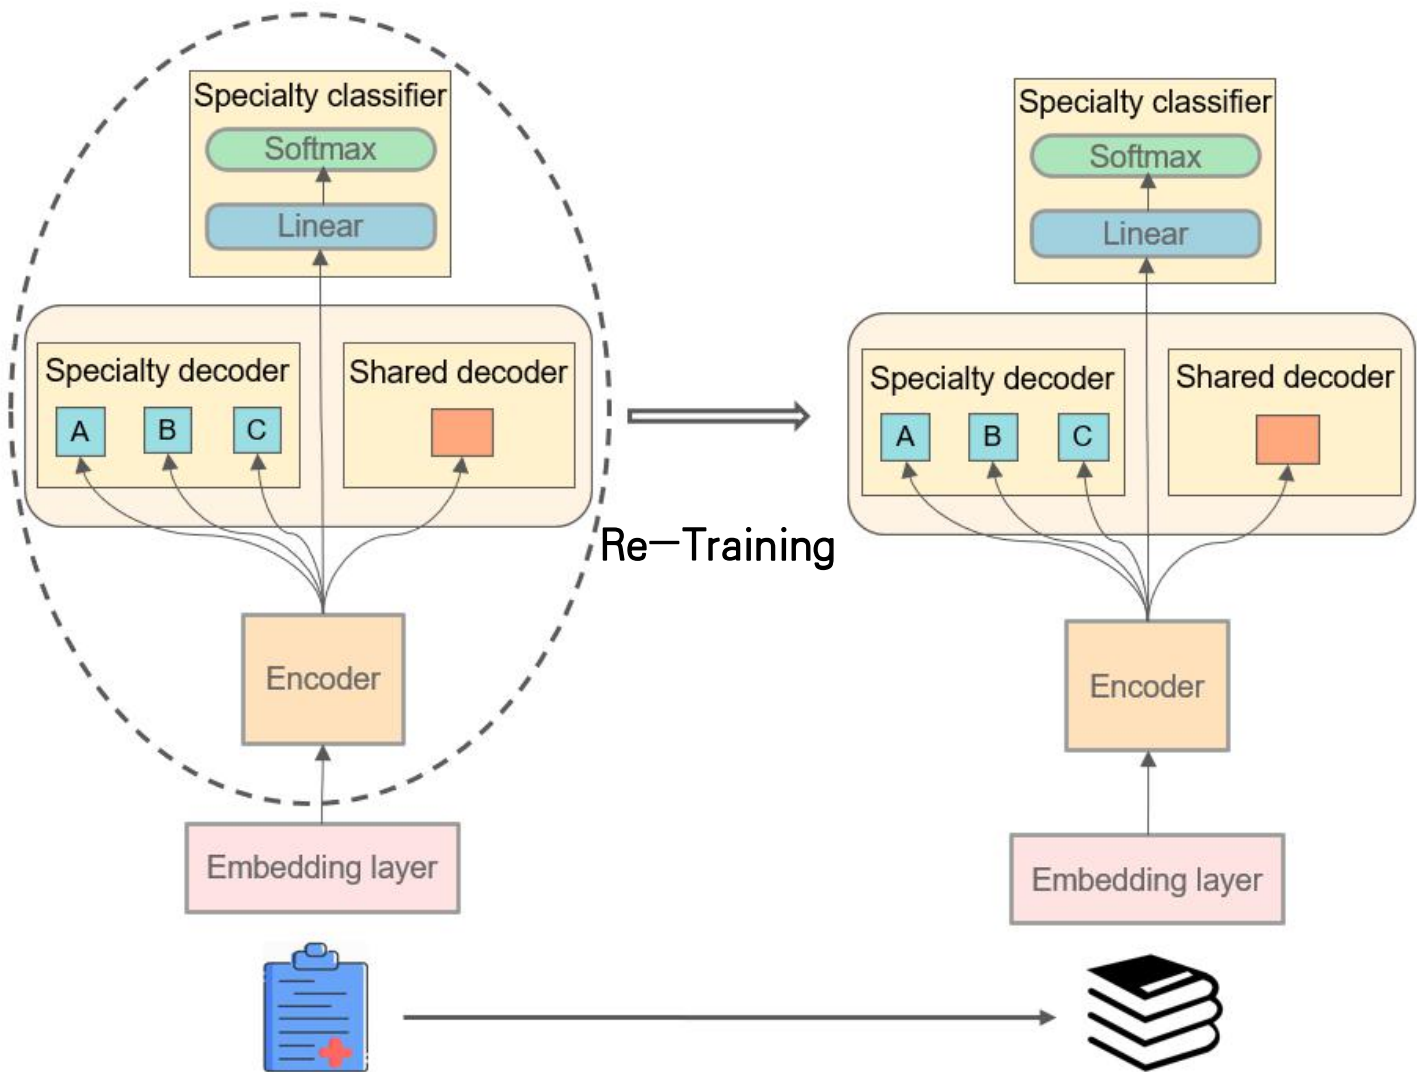 Specialty classifier
Softmax
Linear
Specialty decoder
A
B
C
Shared decoder
Encoder
Embedding layer
Re-Training
Specialty classifier
Softmax
Linear
Specialty decoder
A
B
C
Shared decoder
Encoder
Embedding layer